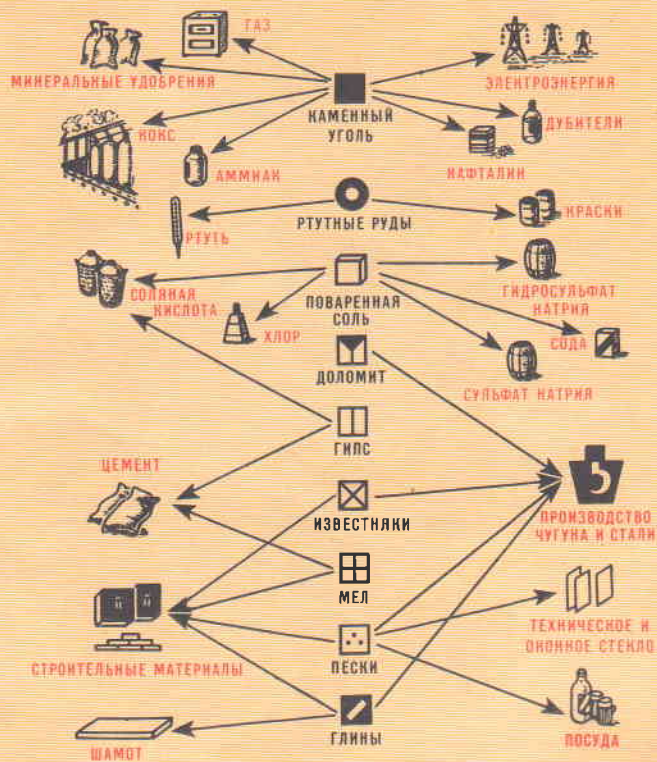 ГАЗ
МИНЕРАЛЬНЫЕ УДОБРЕНИЯ
ЭЛЕКТРОЭНЕРГИЯ
КАМЕННЫЙ
УГОЛЬ
КОКС
ДУБИТЕЛИ
АММИАК
НАФТАЛИН
РТУТНЫЕ РУДЫ
РТУТЬ
КРАСКИ
СОЛЯНАЯ
КИСЛОТА
ПОВАРЕННАЯ
СОЛЬ
ГИДРОСУЛЬФАТ
НАТРИЯ
ХЛОР
СОДА
ДОЛОМИТ
СУЛЬФАТ НАТРИЯ
ГИПС
ЦЕМЕНТ
ИЗВЕСТНЯКИ
ПРОИЗВОДСТВО
ЧУГУНА И СТАЛИ
МЕЛ
СТРОИТЕЛЬНЫЕ МАТЕРИАЛЫ
ПЕСКИ
ТЕХНИЧЕСКОЕ И
ОКОННОЕ СТЕКЛО
ГЛИНЫ
ШАМОТ
ПОСУДА